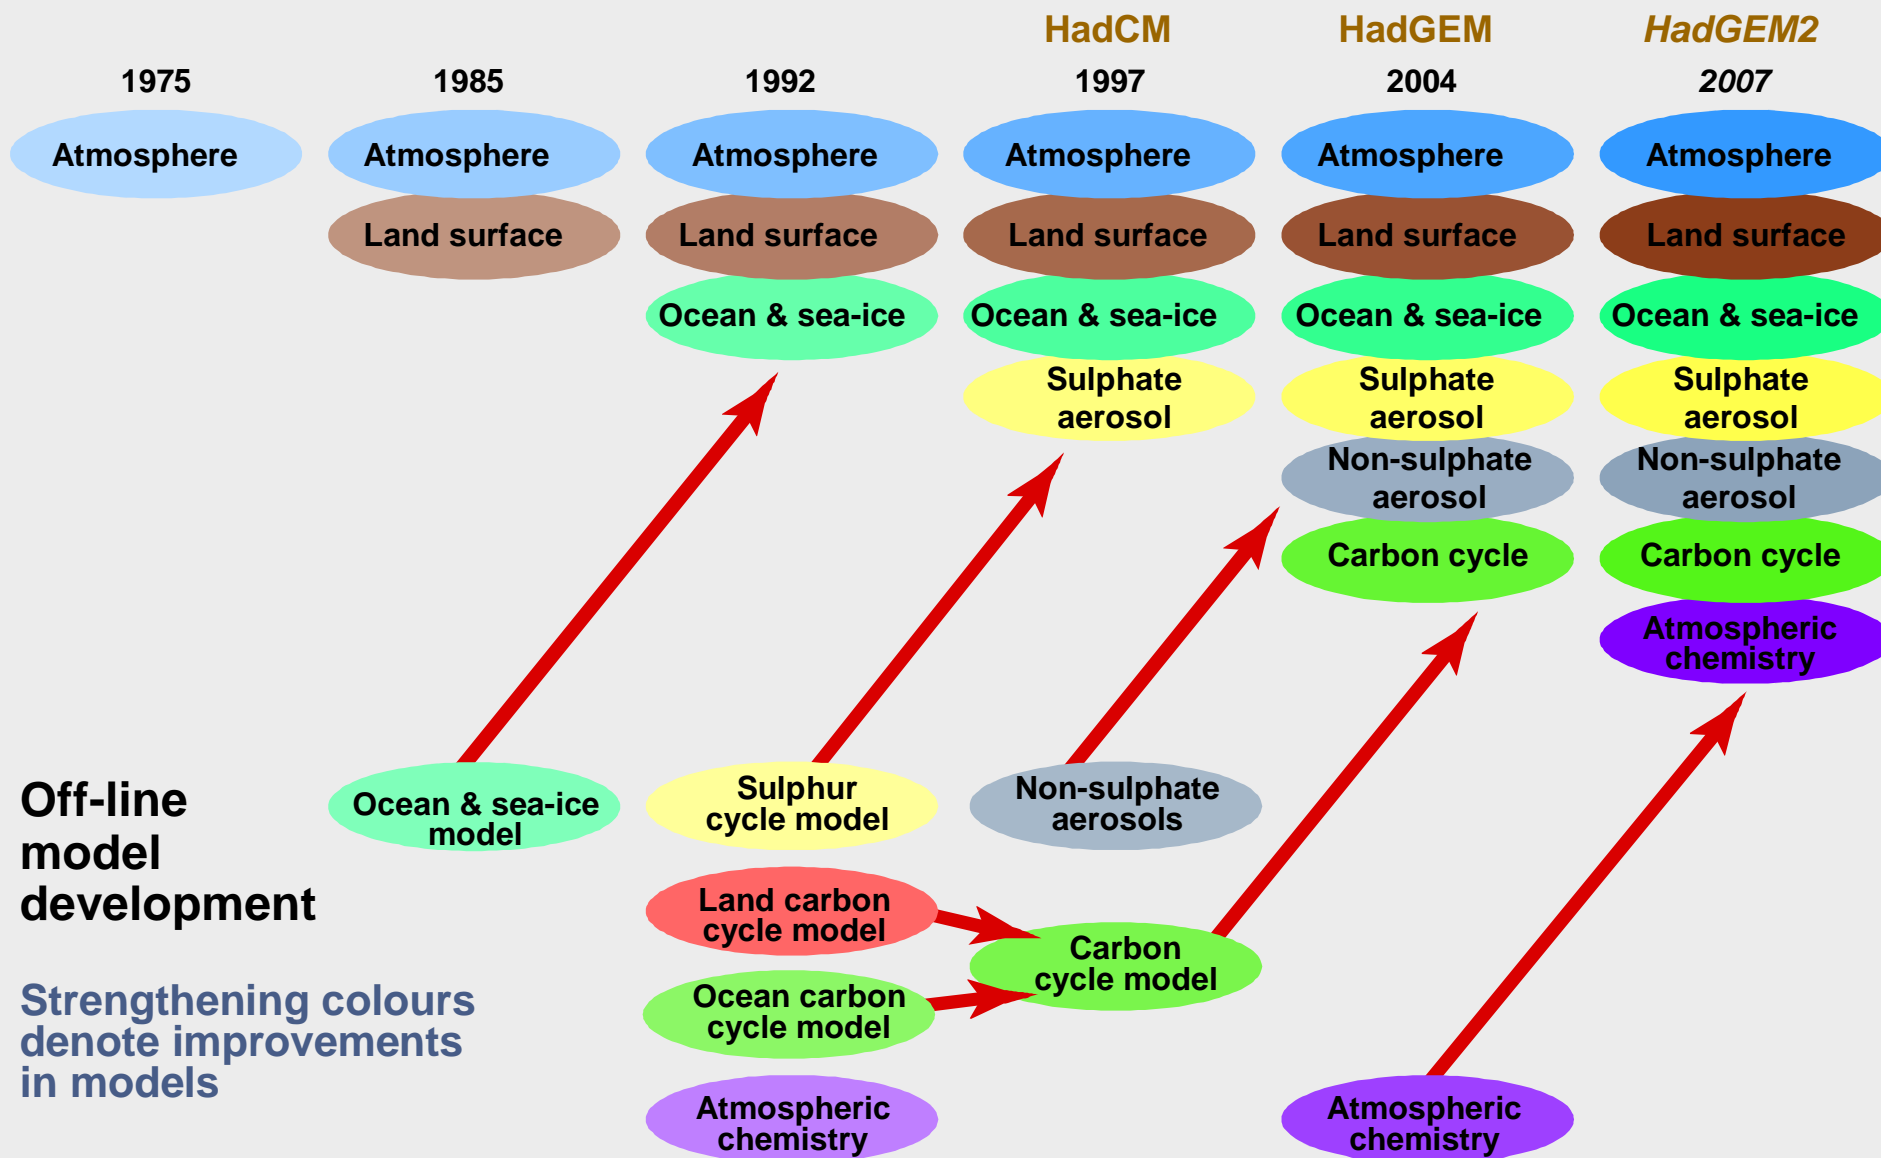 HadCM
HadGEM
HadGEM2
1975
1985
1992
1997
2004
2007
Atmosphere
Atmosphere
Atmosphere
Atmosphere
Atmosphere
Atmosphere
Land surface
Land surface
Land surface
Land surface
Land surface
Ocean & sea-ice
Ocean & sea-ice
Ocean & sea-ice
Ocean & sea-ice
Sulphate
aerosol
Sulphate
aerosol
Sulphate
aerosol
Non-sulphate
aerosol
Non-sulphate
aerosol
Carbon cycle
Carbon cycle
Atmospheric
chemistry
Off-line
model
development
Ocean & sea-ice
model
Sulphur
cycle model
Non-sulphate
aerosols
Land carbon
cycle model
Carbon
cycle model
Ocean carbon
cycle model
Strengthening colours
denote improvements
in models
Atmospheric
chemistry
Atmospheric
chemistry